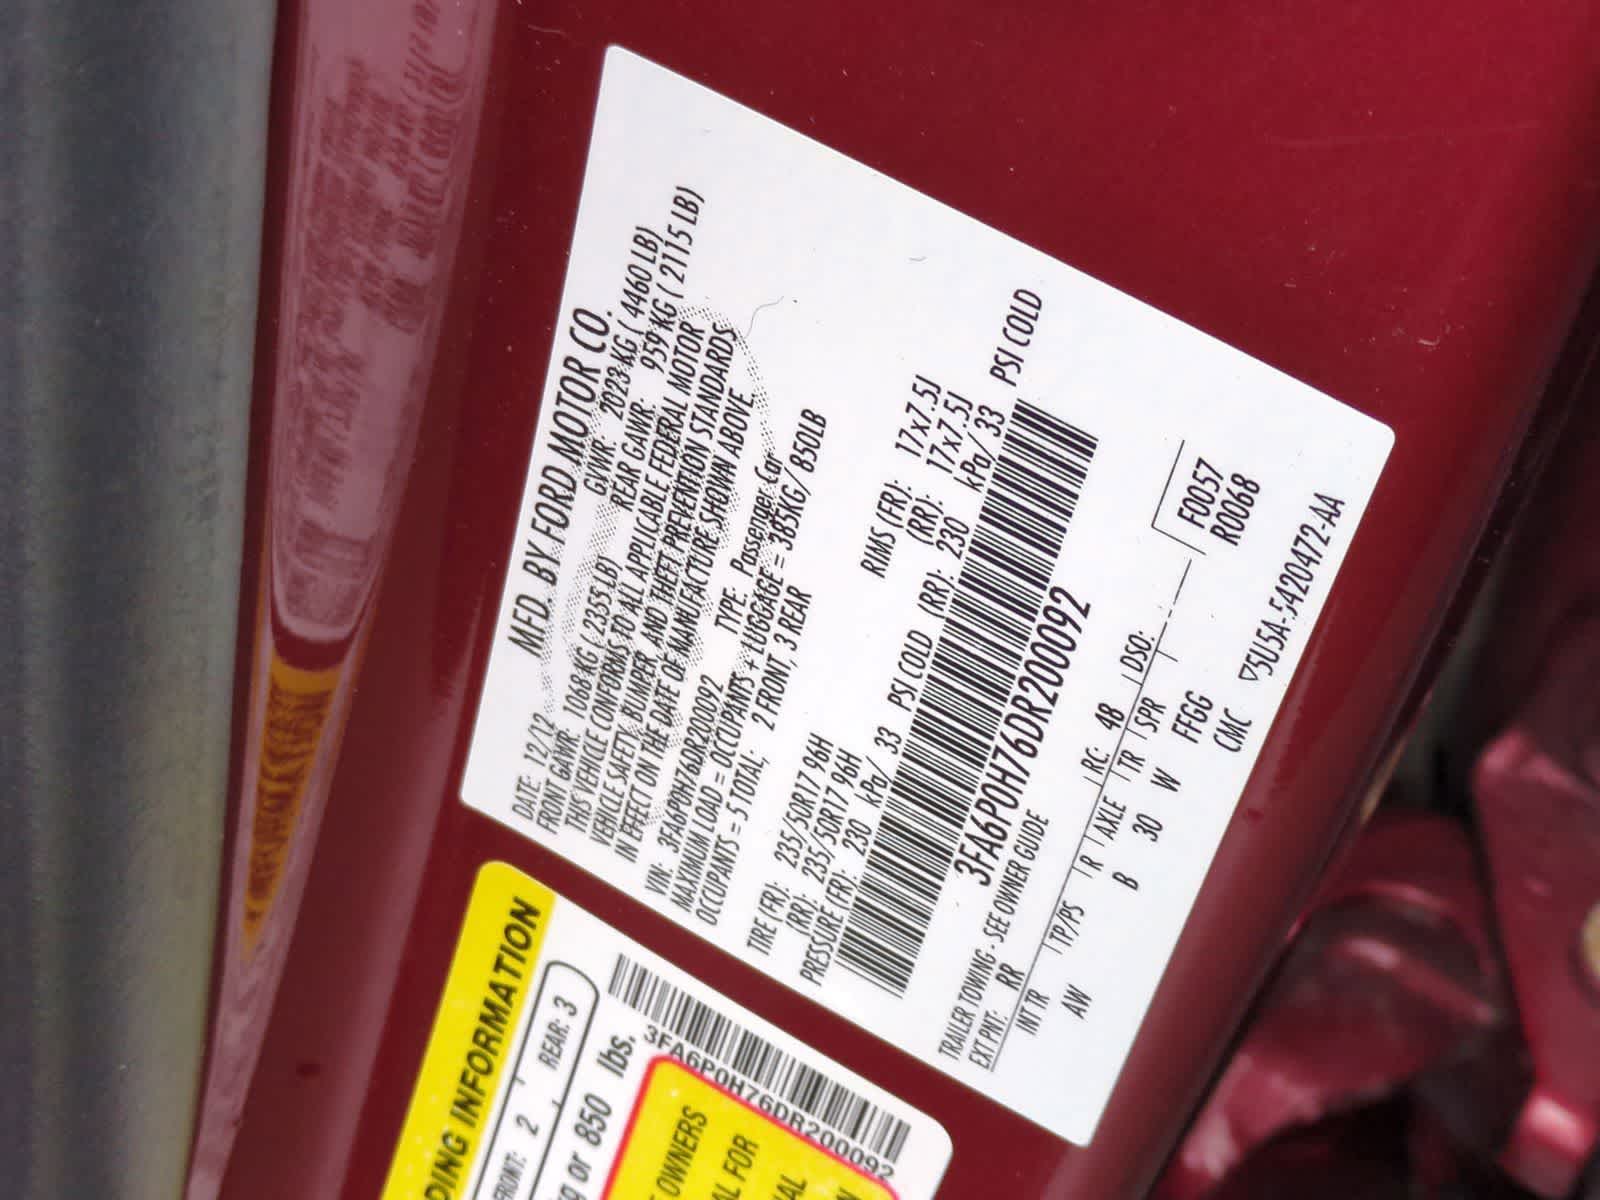 MFD. BY FORD MOTOR CO.
DATE: 12/12 GVWR: 2023 KG ( 4460 LB)
FRONT GAWR: 1068 KG ( 2355 LB) REAR GAWR: 959 KG ( 2115 LB)
THIS VEHICLE CONFORMS TO ALL APPLICABLE FEDERAL MOTOR
VEHICLE SAFETY, BUMPER, AND THEFT PREVENTION STANDARDS
IN EFFECT ON THE DATE OF MANUFACTURE SHOWN ABOVE.
VIN: 3FA6P0H76DR200092 TYPE: Passenger Car
MAXIMUM LOAD = OCCUPANTS + LUGGAGE = 385KG/ 850LB
OCCUPANTS = 5 TOTAL; 2 FRONT, 3 REAR
TIRE (FR): 235/50R17 96H RIMS (FR): 17x7.5J
(RR): 235/50R17 96H (RR): 17x7.5J
PRESSURE (FR): 230 kPa/ 33 PSI COLD (RR): 230 kPa/ 33 PSI COLD
3FA6P0H76DR200092
TRAILER TOWING - SEE OWNER GUIDE
EXT PNT: RR RC: 48 DSO: F0057
R0068
INT TR TP/PS R AXLE TR SPR
AW B 30 W FFGG
CMC ▽5U5A-5420472-AA
DING INFORMATION
FRONT: 2 REAR: 3
g or 850 lbs.
3FA6P0H76DR200092
OWNERS
AL FOR
NAL
N